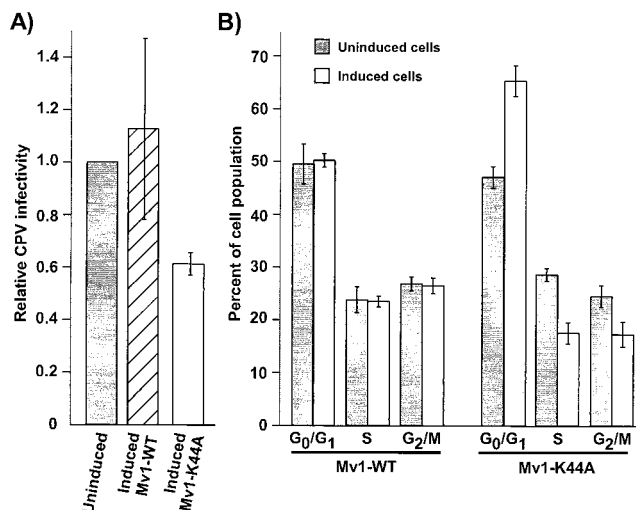 A)
Relative CPV infectivity
1.4
1.2
1.0
0.8
0.6
0.4
0.2
0
Uninduced
Induced
Mv1-WT
Induced
Mv1-K44A
B)
Uninduced cells
Induced cells
Percent of cell population
70
60
50
40
30
20
10
0
G0/G1 S G2/M G0/G1 S G2/M
Mv1-WT Mv1-K44A